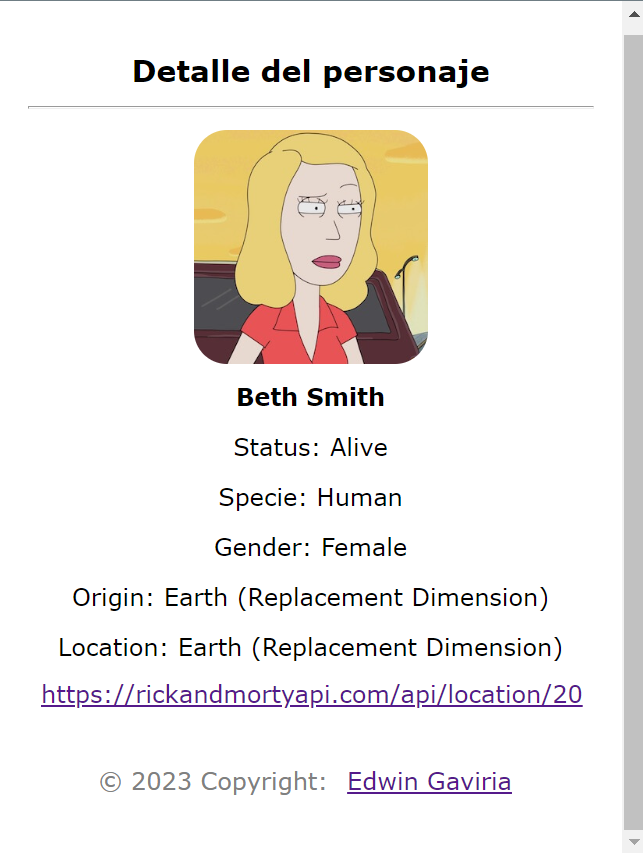 Detalle del personaje
Beth Smith
Status: Alive
Specie: Human
Gender: Female
Origin: Earth (Replacement Dimension)
Location: Earth (Replacement Dimension)
https://rickandmortyapi.com/api/location/20
© 2023 Copyright: Edwin Gaviria